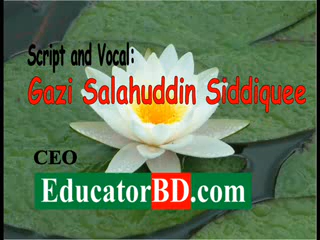 Script and Vocal:
Gazi Salahuddin Siddiquee
CEO
EducatorBD.com